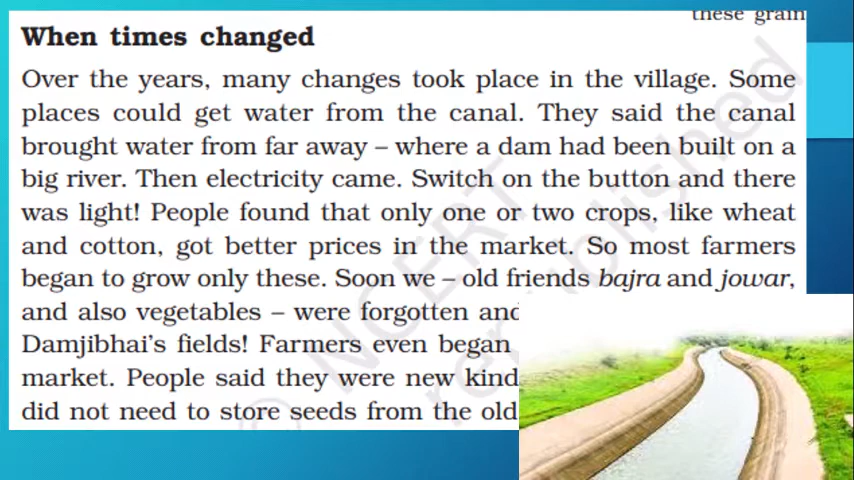 these grain
When times changed
Over the years, many changes took place in the village. Some
places could get water from the canal. They said the canal
brought water from far away – where a dam had been built on a
big river. Then electricity came. Switch on the button and there
was light! People found that only one or two crops, like wheat
and cotton, got better prices in the market. So most farmers
began to grow only these. Soon we – old friends bajra and jowar,
and also vegetables – were forgotten and
Damjibhai's fields! Farmers even began
market. People said they were new kind
did not need to store seeds from the old
© NCERT
republished